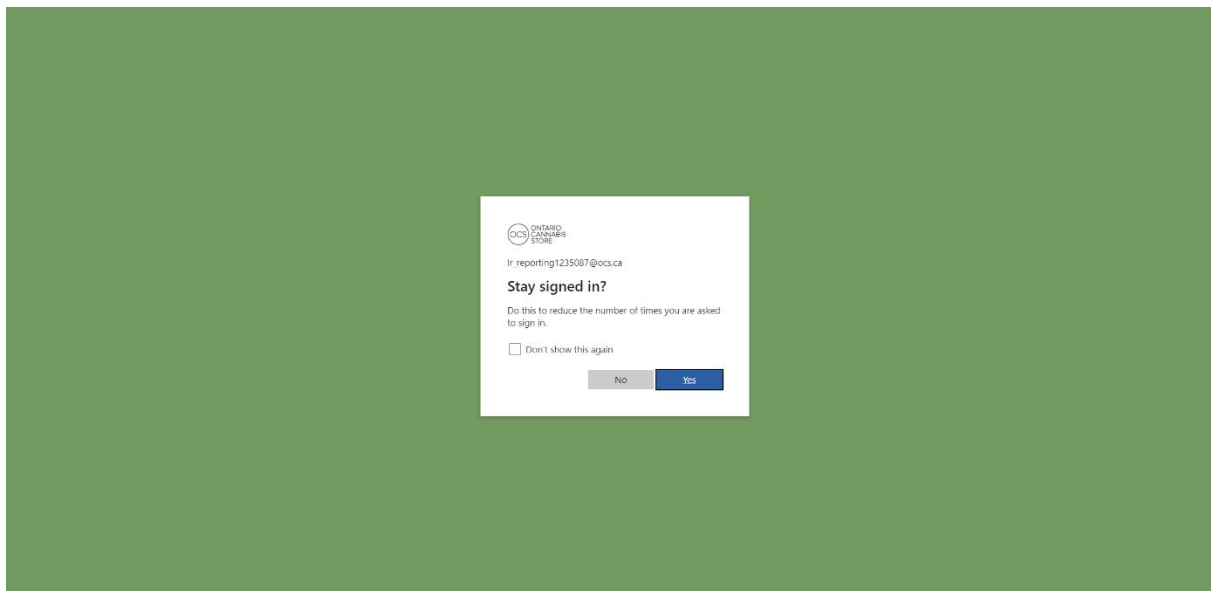 OCS
ONTARIO
CANNABIS
STORE
lr_reporting1235087@ocs.ca
Stay signed in?
Do this to reduce the number of times you are asked
to sign in.
Don't show this again
No
Yes